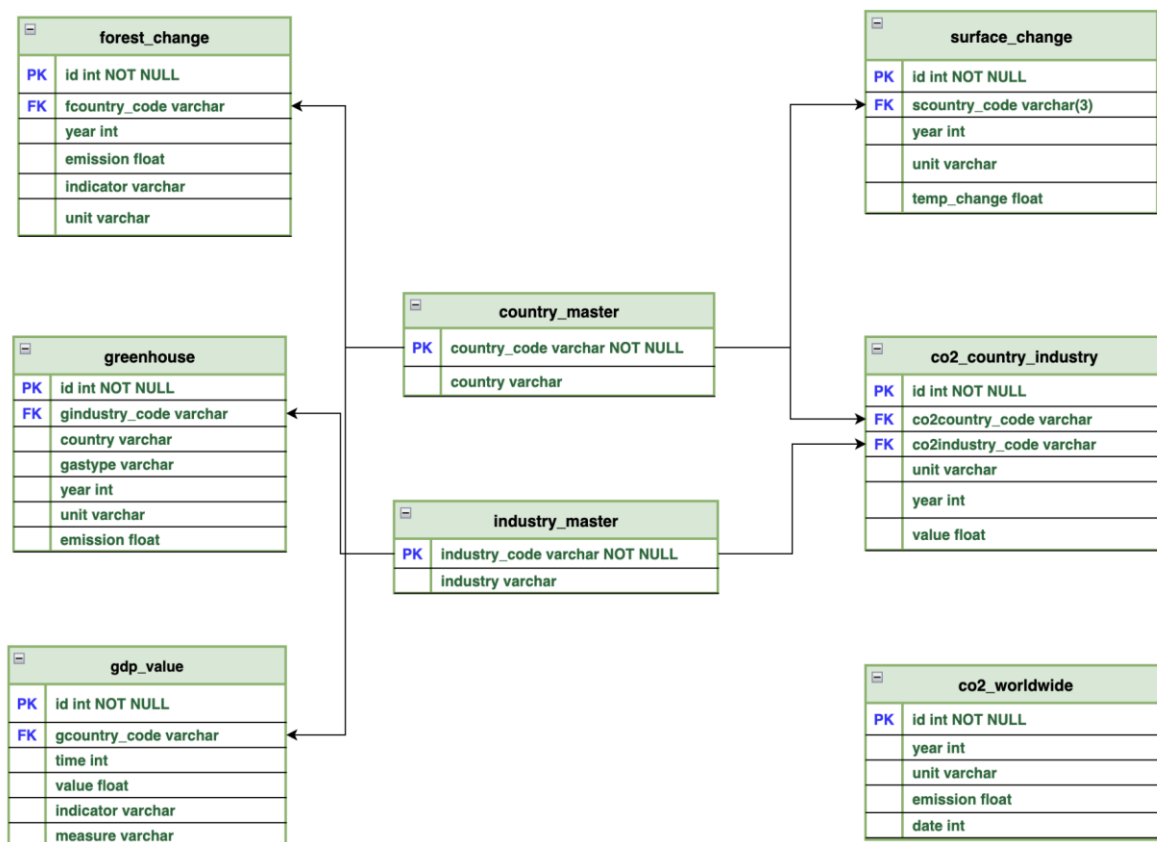 forest_change
PK id int NOT NULL
FK fcountry_code varchar
year int
emission float
indicator varchar
unit varchar
surface_change
PK id int NOT NULL
FK scountry_code varchar(3)
year int
unit varchar
temp_change float
country_master
PK country_code varchar NOT NULL
country varchar
greenhouse
PK id int NOT NULL
FK gindustry_code varchar
country varchar
gastype varchar
year int
unit varchar
emission float
co2_country_industry
PK id int NOT NULL
FK co2country_code varchar
FK co2industry_code varchar
unit varchar
year int
value float
industry_master
PK industry_code varchar NOT NULL
industry varchar
gdp_value
PK id int NOT NULL
FK gcountry_code varchar
time int
value float
indicator varchar
measure varchar
co2_worldwide
PK id int NOT NULL
year int
unit varchar
emission float
date int